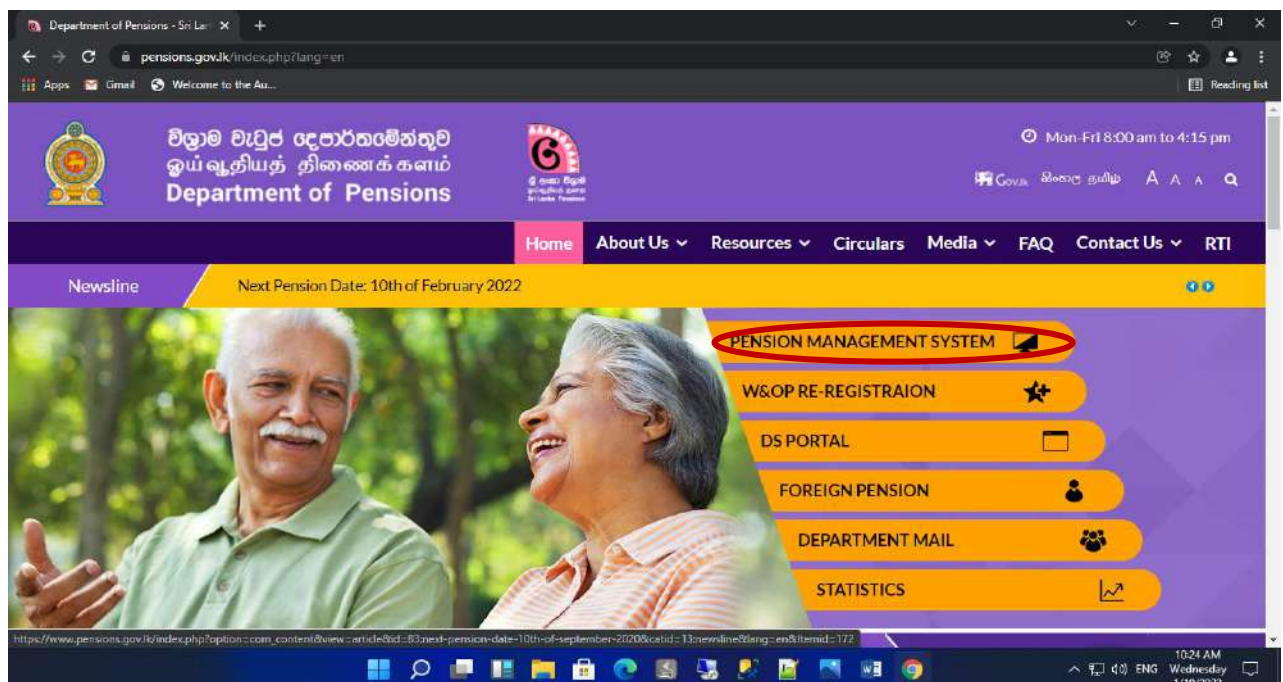 Department of Pensions - Sri Lan
pensions.gov.lk/index.php?lang=en
Apps Gmail Welcome to the Au... Reading list
විශ්‍රාම වැටුප් දෙපාර්තමේන්තුව
ஓய்வூதியத் திணைக்களம்
Department of Pensions
Mon-Fri 8:00 am to 4:15 pm
Gov.lk සිංහල தமிழ் A A A
Home About Us Resources Circulars Media FAQ Contact Us RTI
Newsline Next Pension Date: 10th of February 2022
PENSION MANAGEMENT SYSTEM
W&OP RE-REGISTRAION
DS PORTAL
FOREIGN PENSION
DEPARTMENT MAIL
STATISTICS
https://www.pensions.gov.lk/index.php?option=com_content&view=article&id=83:next-pension-date-10th-of-september-2020&catid=13:newsline&lang=en&Itemid=172
10:24 AM
ENG Wednesday